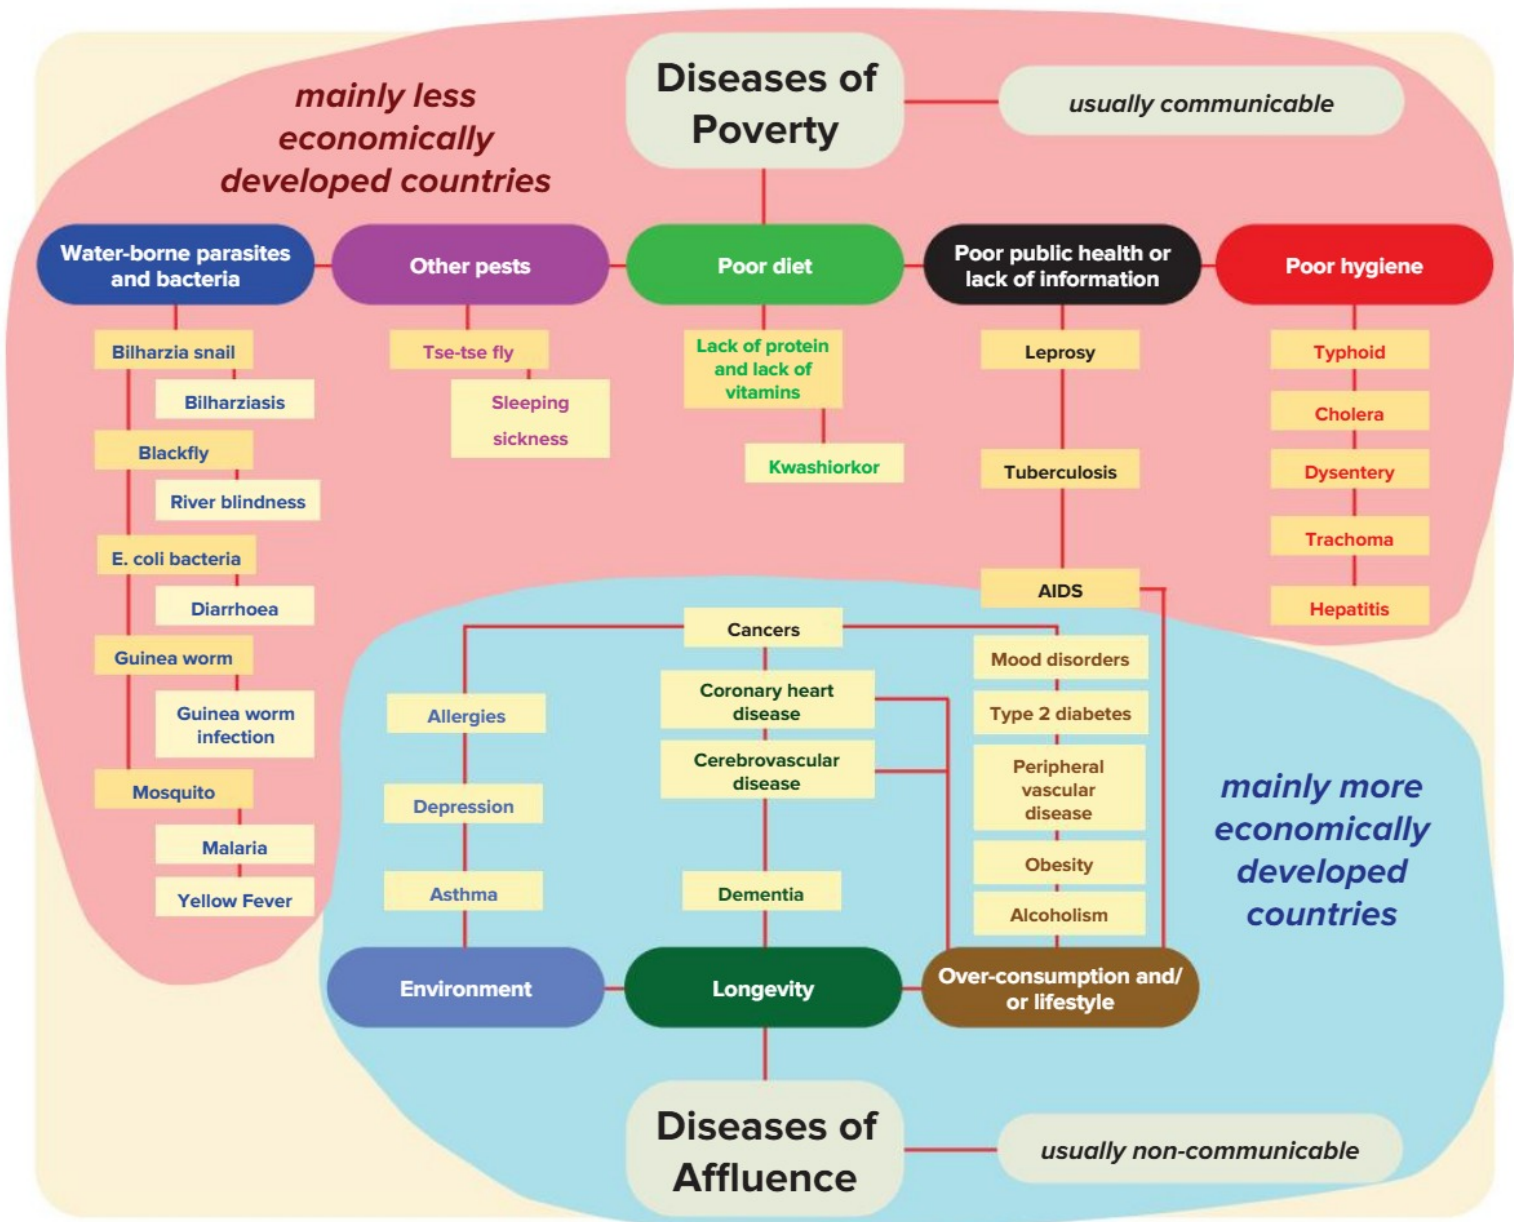 Diseases of
Poverty
usually communicable
mainly less
economically
developed countries
Water-borne parasites
and bacteria
Other pests
Poor diet
Poor public health or
lack of information
Poor hygiene
Bilharzia snail
Bilharziasis
Blackfly
River blindness
E. coli bacteria
Diarrhoea
Guinea worm
Guinea worm
infection
Mosquito
Malaria
Yellow Fever
Tse-tse fly
Sleeping
sickness
Lack of protein
and lack of
vitamins
Kwashiorkor
Leprosy
Tuberculosis
AIDS
Typhoid
Cholera
Dysentery
Trachoma
Hepatitis
Cancers
Allergies
Depression
Asthma
Coronary heart
disease
Cerebrovascular
disease
Dementia
Mood disorders
Type 2 diabetes
Peripheral
vascular
disease
Obesity
Alcoholism
mainly more
economically
developed
countries
Environment
Longevity
Over-consumption and/
or lifestyle
Diseases of
Affluence
usually non-communicable